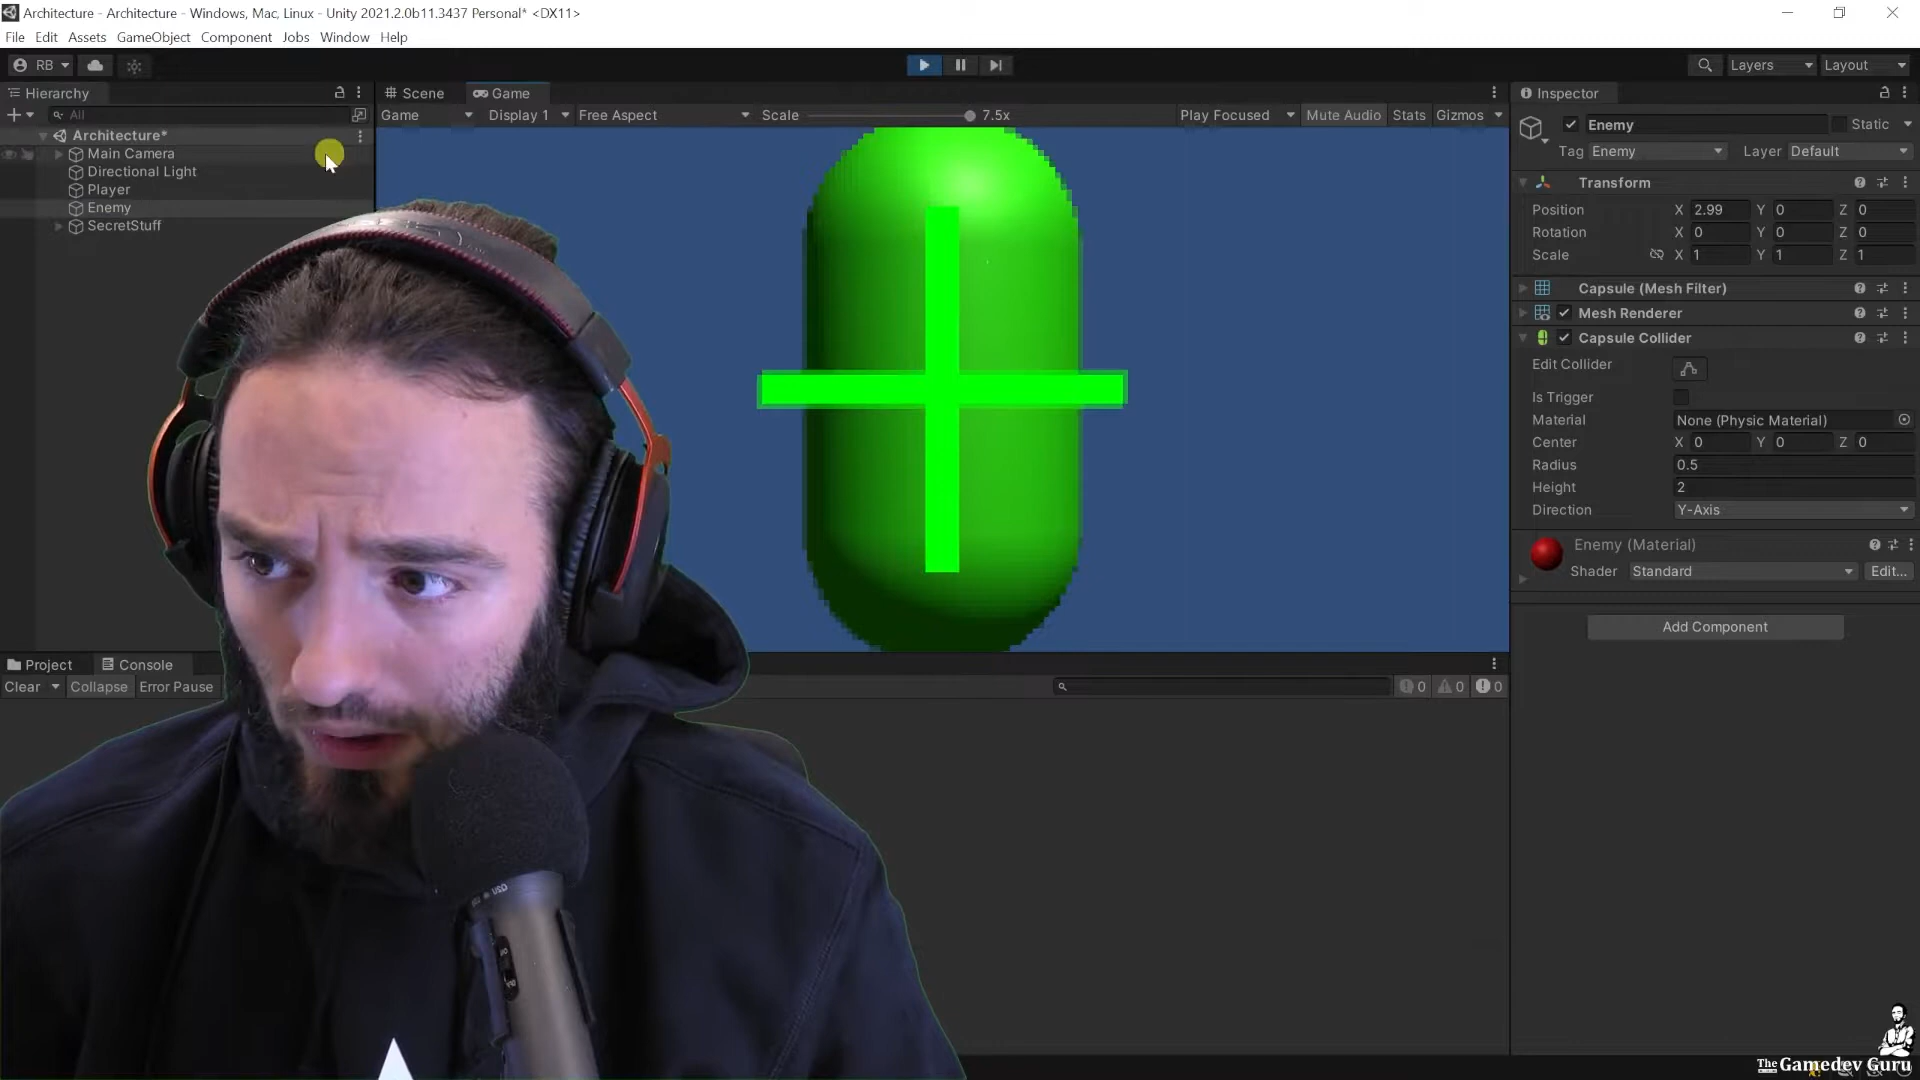 Architecture - Architecture - Windows, Mac, Linux - Unity 2021.2.0b11.3437 Personal* <DX11>
File Edit Assets GameObject Component Jobs Window Help
RB
Layers Layout
Hierarchy
All
Architecture*
Main Camera
Directional Light
Player
Enemy
SecretStuff
Scene Game
Game Display 1 Free Aspect Scale 7.5x Play Focused Mute Audio Stats Gizmos
Inspector
Enemy Static
Tag Enemy Layer Default
Transform
Position X 2.99 Y 0 Z 0
Rotation X 0 Y 0 Z 0
Scale X 1 Y 1 Z 1
Capsule (Mesh Filter)
Mesh Renderer
Capsule Collider
Edit Collider
Is Trigger
Material None (Physic Material)
Center X 0 Y 0 Z 0
Radius 0.5
Height 2
Direction Y-Axis
Enemy (Material)
Shader Standard Edit...
Add Component
Project Console
Clear Collapse Error Pause
0 0 0
The Gamedev Guru